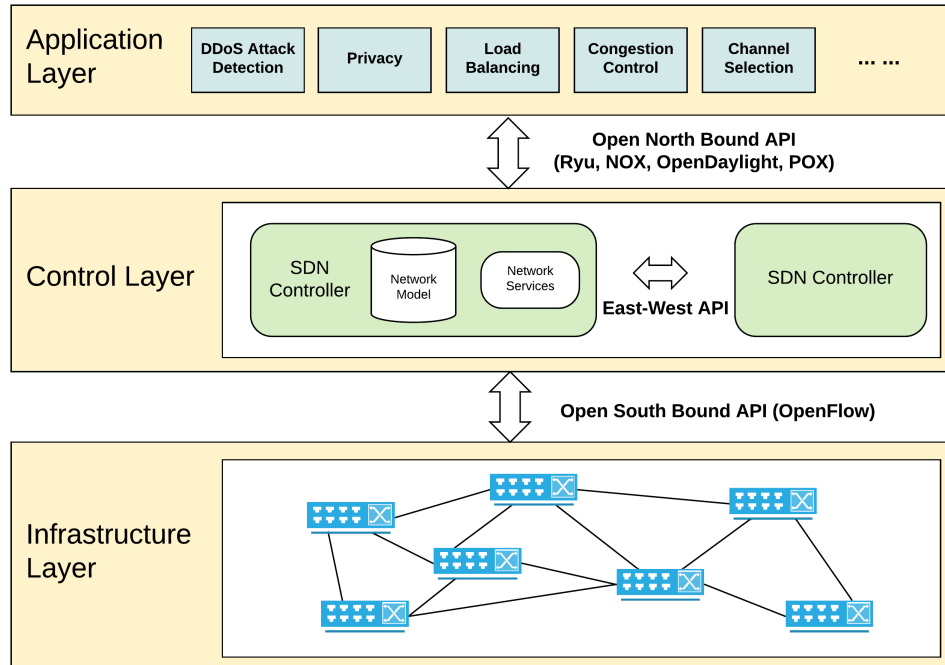 Application
Layer
DDoS Attack
Detection
Privacy
Load
Balancing
Congestion
Control
Channel
Selection
... ...
Open North Bound API
(Ryu, NOX, OpenDaylight, POX)
Control Layer
SDN
Controller
Network
Model
Network
Services
East-West API
SDN Controller
Open South Bound API (OpenFlow)
Infrastructure
Layer